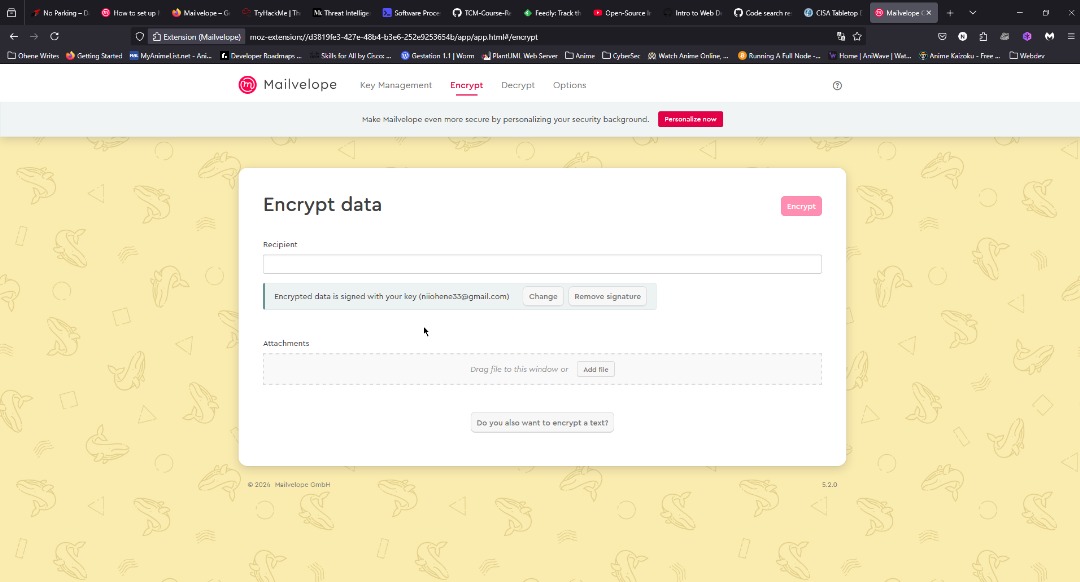 No Parking – D
How to set up
Mailvelope – G
TryHackMe | Th
Threat Intellige
Software Proce
TCM-Course-R
Feedly: Track th
Open-Source I
Intro to Web D
Code search re
CISA Tabletop
Mailvelope
Extension (Mailvelope)
moz-extension://d3819fe3-427e-48b4-b3e6-252e9253654b/app/app.html#/encrypt
Ohene Writes
Getting Started
MyAnimeList.net - Ani...
Developer Roadmaps ...
Skills for All by Cisco:...
Gestation 1.1 | Worm
PlantUML Web Server
Anime
CyberSec
Watch Anime Online, ...
Running A Full Node -...
Home | AniWave | Wat...
Anime Kaizoku - Free ...
Webdev
Mailvelope
Key Management
Encrypt
Decrypt
Options
Make Mailvelope even more secure by personalizing your security background.
Personalize now
Encrypt data
Encrypt
Recipient
Encrypted data is signed with your key (niiohene33@gmail.com)
Change
Remove signature
Attachments
Drag file to this window or
Add file
Do you also want to encrypt a text?
© 2024 Mailvelope GmbH
5.2.0